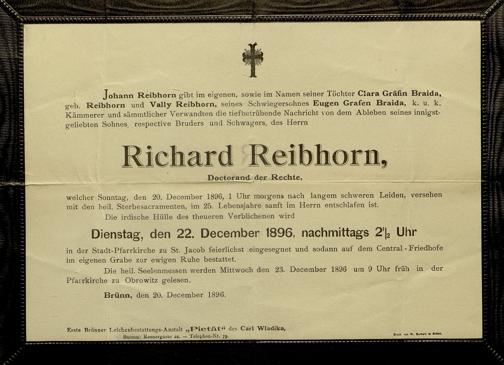 Johann Reibhorn gibt im eigenen, sowie im Namen seiner Töchter Clara Gräfin Braida,
geb. Reibhorn und Vally Reibhorn, seines Schwiegersohnes Eugen Grafen Braida, k. u. k.
Kämmerer und sämmtlicher Verwandten die tiefbetrübende Nachricht von dem Ableben seines innigst-
geliebten Sohnes, respective Bruders und Schwagers, des Herrn
Richard Reibhorn,
Doctorand der Rechte,
welcher Sonntag, den 20. December 1896, 1 Uhr morgens nach langem schweren Leiden, versehen
mit den heil. Sterbesacramenten, im 25. Lebensjahre sanft im Herrn entschlafen ist.
Die irdische Hülle des theueren Verblichenen wird
Dienstag, den 22. December 1896, nachmittags 2½ Uhr
in der Stadt-Pfarrkirche zu St. Jacob feierlichst eingesegnet und sodann auf dem Central-Friedhofe
im eigenen Grabe zur ewigen Ruhe bestattet.
Die heil. Seelenmessen werden Mittwoch den 23. December 1896 um 9 Uhr früh in der
Pfarrkirche zu Obrowitz gelesen.
Brünn, den 20. December 1896.
Erste Brünner Leichenbestattungs-Anstalt „Pietät" des Carl Wladika,
Brünn, Rennergasse 22. — Telephon-Nr. 79.